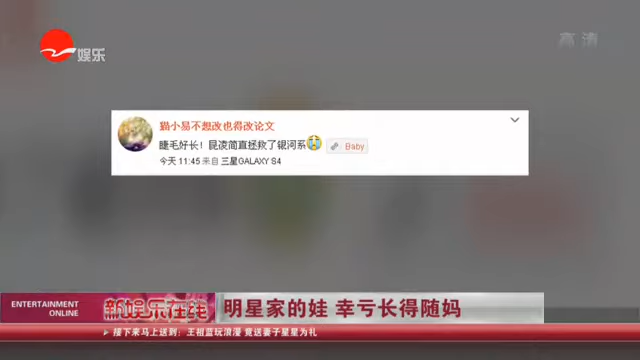 娱乐
高清
猫小易不想改也得改论文
睫毛好长！昆凌简直拯救了银河系 Baby
今天 11:45 来自 三星GALAXY S4
ENTERTAINMENT
ONLINE
新娱乐在线
明星家的娃 幸亏长得随妈
接下来马上送到：王祖蓝玩浪漫 竟送妻子星星为礼